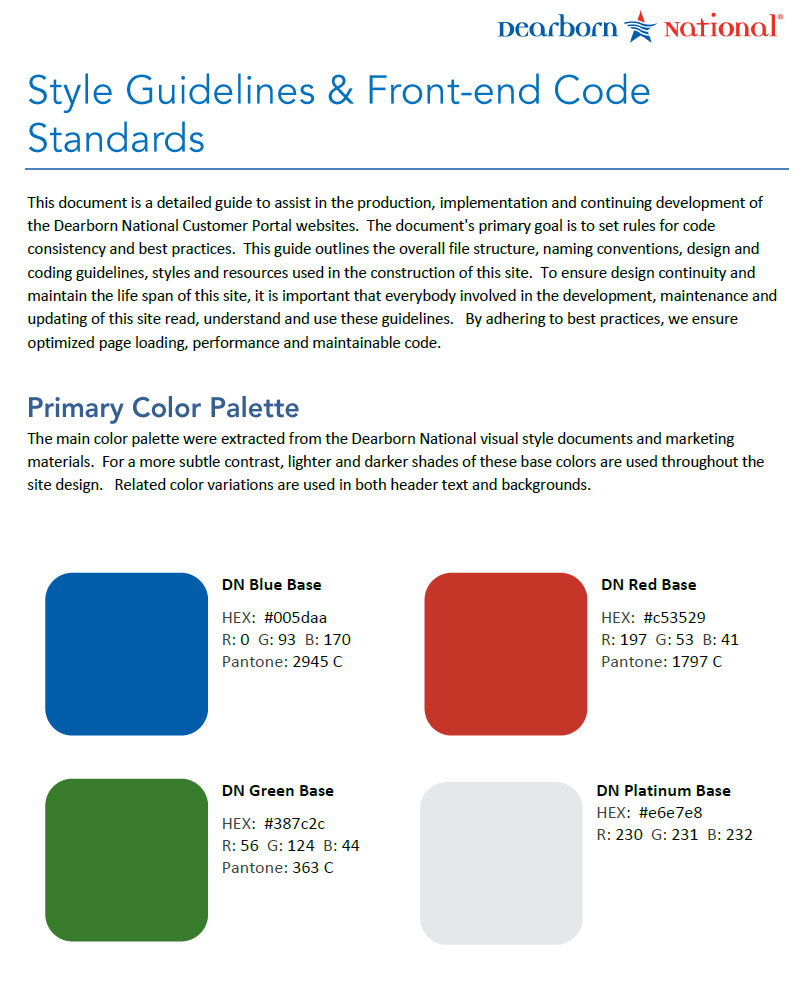 Dearborn National®
Style Guidelines & Front-end Code
Standards
This document is a detailed guide to assist in the production, implementation and continuing development of
the Dearborn National Customer Portal websites.  The document's primary goal is to set rules for code
consistency and best practices.  This guide outlines the overall file structure, naming conventions, design and
coding guidelines, styles and resources used in the construction of this site.  To ensure design continuity and
maintain the life span of this site, it is important that everybody involved in the development, maintenance and
updating of this site read, understand and use these guidelines.   By adhering to best practices, we ensure
optimized page loading, performance and maintainable code.
Primary Color Palette
The main color palette were extracted from the Dearborn National visual style documents and marketing
materials.  For a more subtle contrast, lighter and darker shades of these base colors are used throughout the
site design.   Related color variations are used in both header text and backgrounds.
DN Blue Base
HEX:  #005daa
R: 0  G: 93  B: 170
Pantone: 2945 C
DN Red Base
HEX:  #c53529
R: 197  G: 53  B: 41
Pantone: 1797 C
DN Green Base
HEX:  #387c2c
R: 56  G: 124  B: 44
Pantone: 363 C
DN Platinum Base
HEX:  #e6e7e8
R: 230  G: 231  B: 232